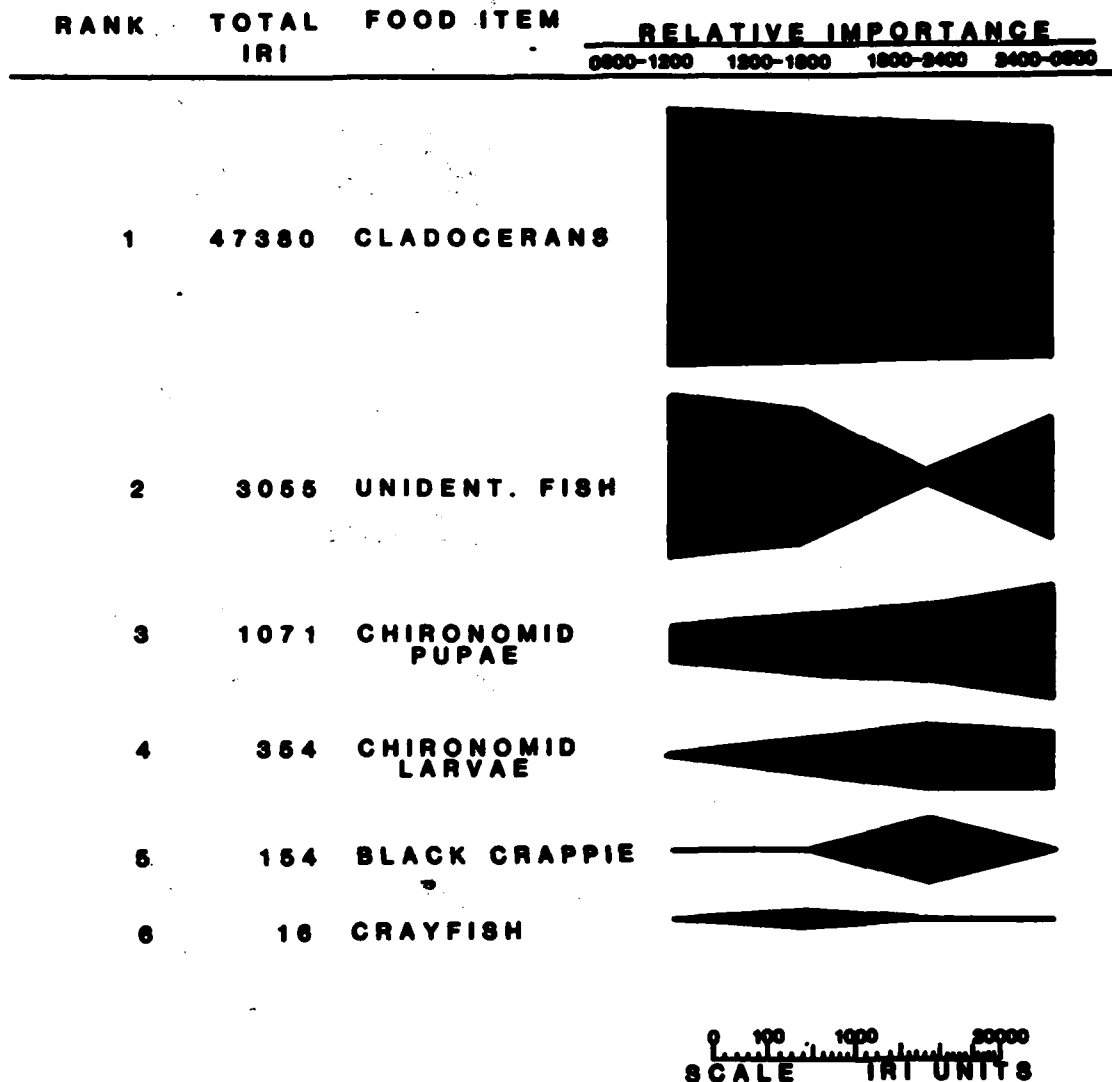 RANK TOTAL IRI FOOD ITEM RELATIVE IMPORTANCE
0600-1200 1200-1800 1800-2400 2400-0600
1 47380 CLADOCERANS
2 3055 UNIDENT. FISH
3 1071 CHIRONOMID
PUPAE
4 354 CHIRONOMID
LARVAE
5 154 BLACK CRAPPIE
6 16 CRAYFISH
0 100 1000 20000
SCALE IRI UNITS